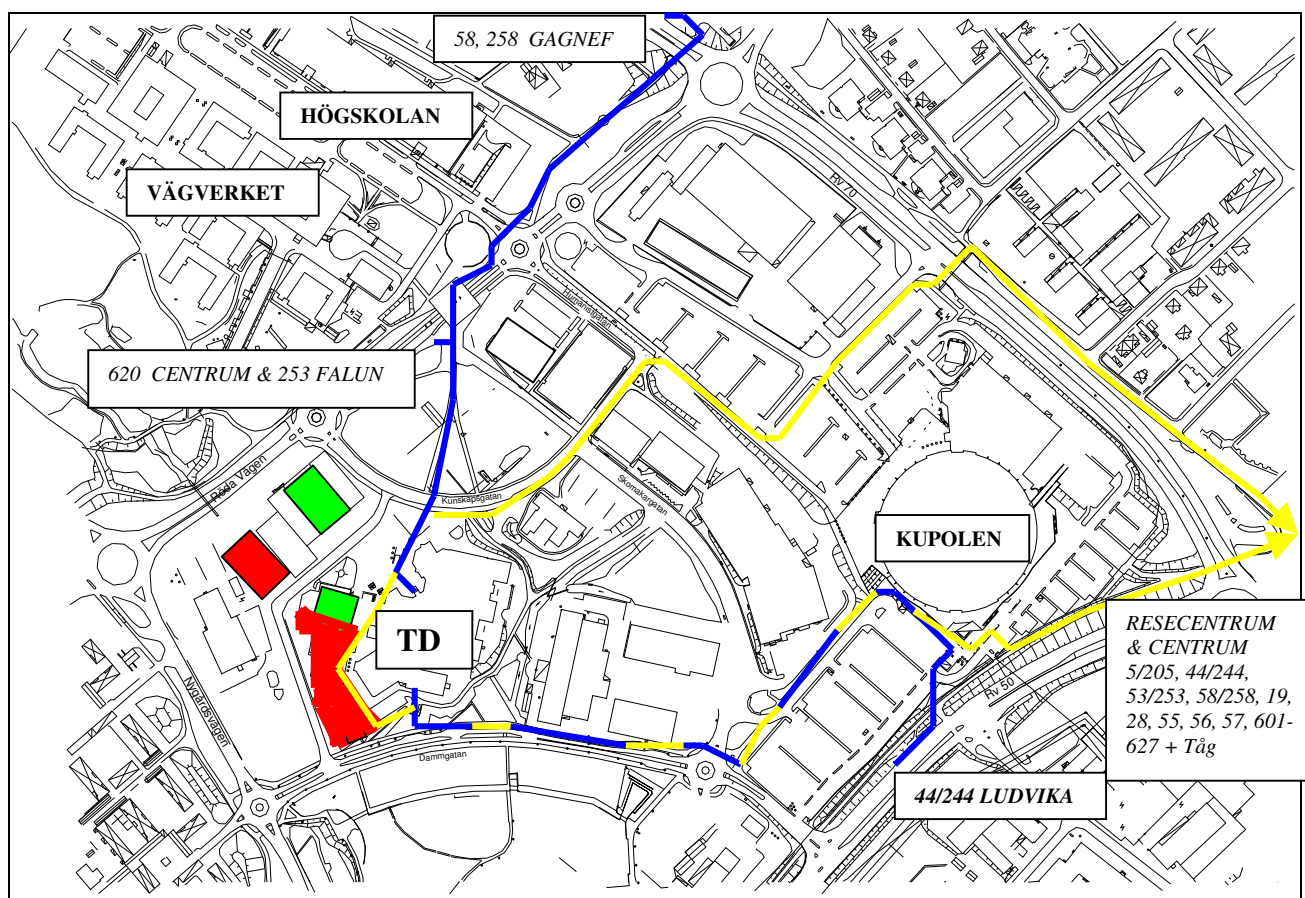 58, 258  GAGNEF
HÖGSKOLAN
VÄGVERKET
Rv 70
620  CENTRUM & 253 FALUN
Röda Vägen
Kunskapsgatan
Skomakargatan
KUPOLEN
TD
Nygårdsvägen
Dammgatan
Rv 50
RESECENTRUM
& CENTRUM
5/205, 44/244,
53/253, 58/258, 19,
28, 55, 56, 57, 601-
627 + Tåg
44/244 LUDVIKA